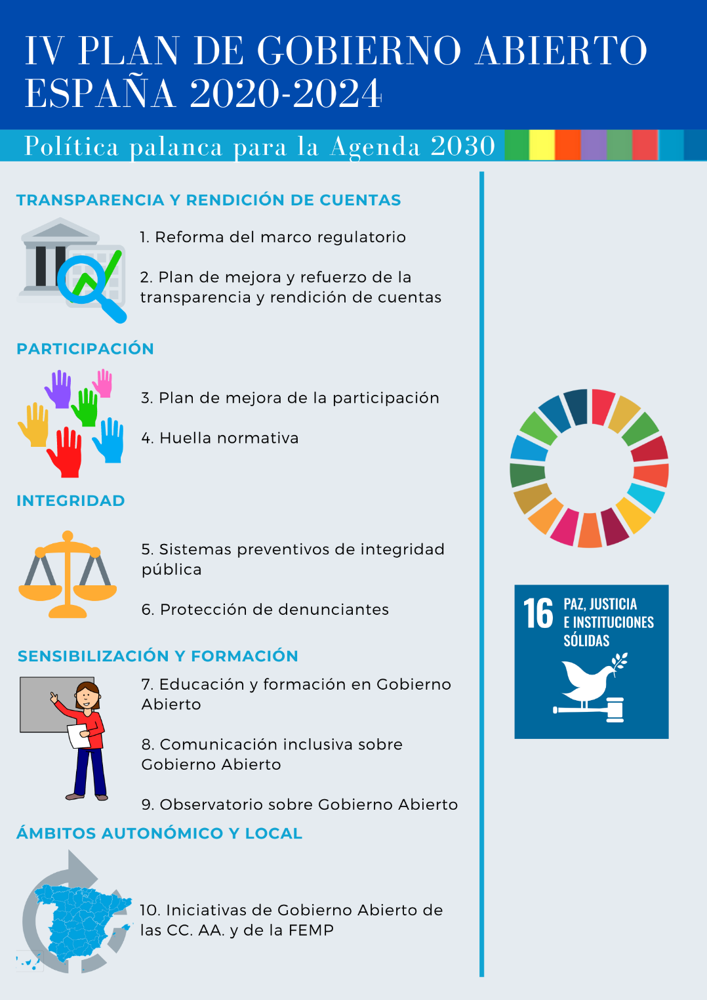 IV PLAN DE GOBIERNO ABIERTO
ESPAÑA 2020-2024
Política palanca para la Agenda 2030
TRANSPARENCIA Y RENDICIÓN DE CUENTAS
1. Reforma del marco regulatorio
2. Plan de mejora y refuerzo de la
transparencia y rendición de cuentas
PARTICIPACIÓN
3. Plan de mejora de la participación
4. Huella normativa
INTEGRIDAD
5. Sistemas preventivos de integridad
pública
6. Protección de denunciantes
SENSIBILIZACIÓN Y FORMACIÓN
7. Educación y formación en Gobierno
Abierto
8. Comunicación inclusiva sobre
Gobierno Abierto
9. Observatorio sobre Gobierno Abierto
ÁMBITOS AUTONÓMICO Y LOCAL
10. Iniciativas de Gobierno Abierto de
las CC. AA. y de la FEMP
16 PAZ, JUSTICIA
E INSTITUCIONES
SÓLIDAS